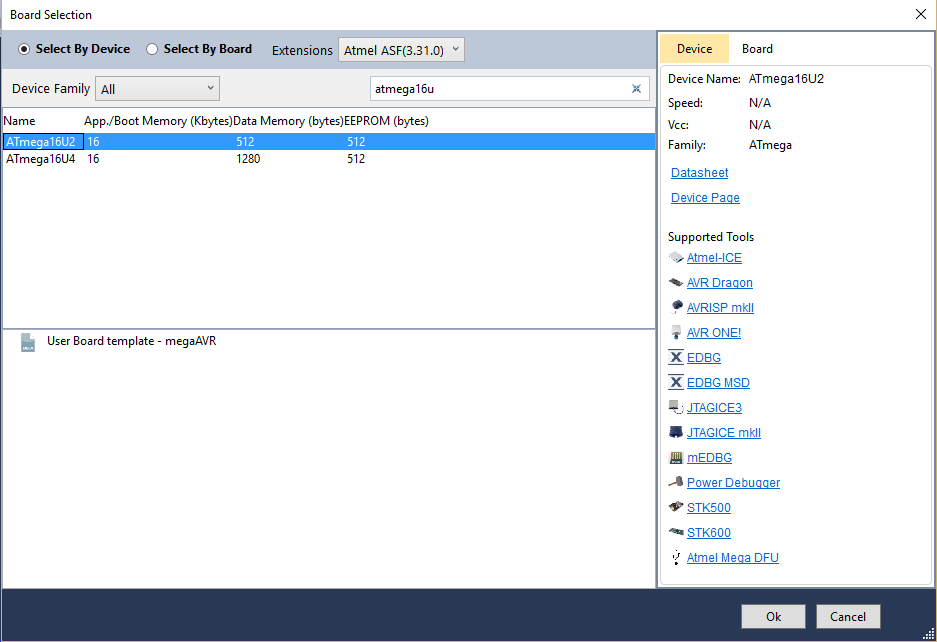 Board Selection
Select By Device Select By Board Extensions Atmel ASF(3.31.0)
Device Family All atmega16u
Name App./Boot Memory (Kbytes) Data Memory (bytes) EEPROM (bytes)
ATmega16U2 16 512 512
ATmega16U4 16 1280 512
User Board template - megaAVR
Device Board
Device Name: ATmega16U2
Speed: N/A
Vcc: N/A
Family: ATmega
Datasheet
Device Page
Supported Tools
Atmel-ICE
AVR Dragon
AVRISP mkII
AVR ONE!
EDBG
EDBG MSD
JTAGICE3
JTAGICE mkII
mEDBG
Power Debugger
STK500
STK600
Atmel Mega DFU
Ok Cancel